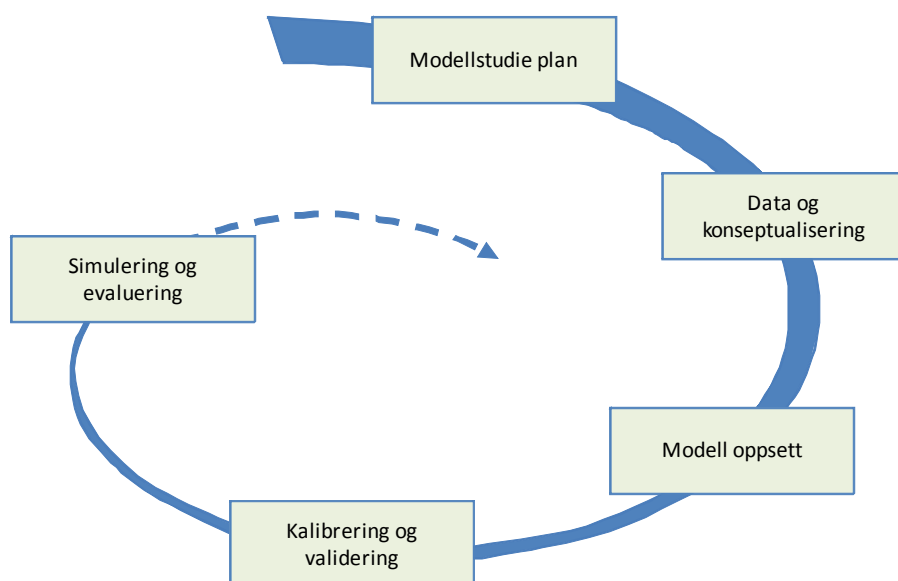 Modellstudie plan
Data og
konseptualisering
Modell oppsett
Kalibrering og
validering
Simulering og
evaluering